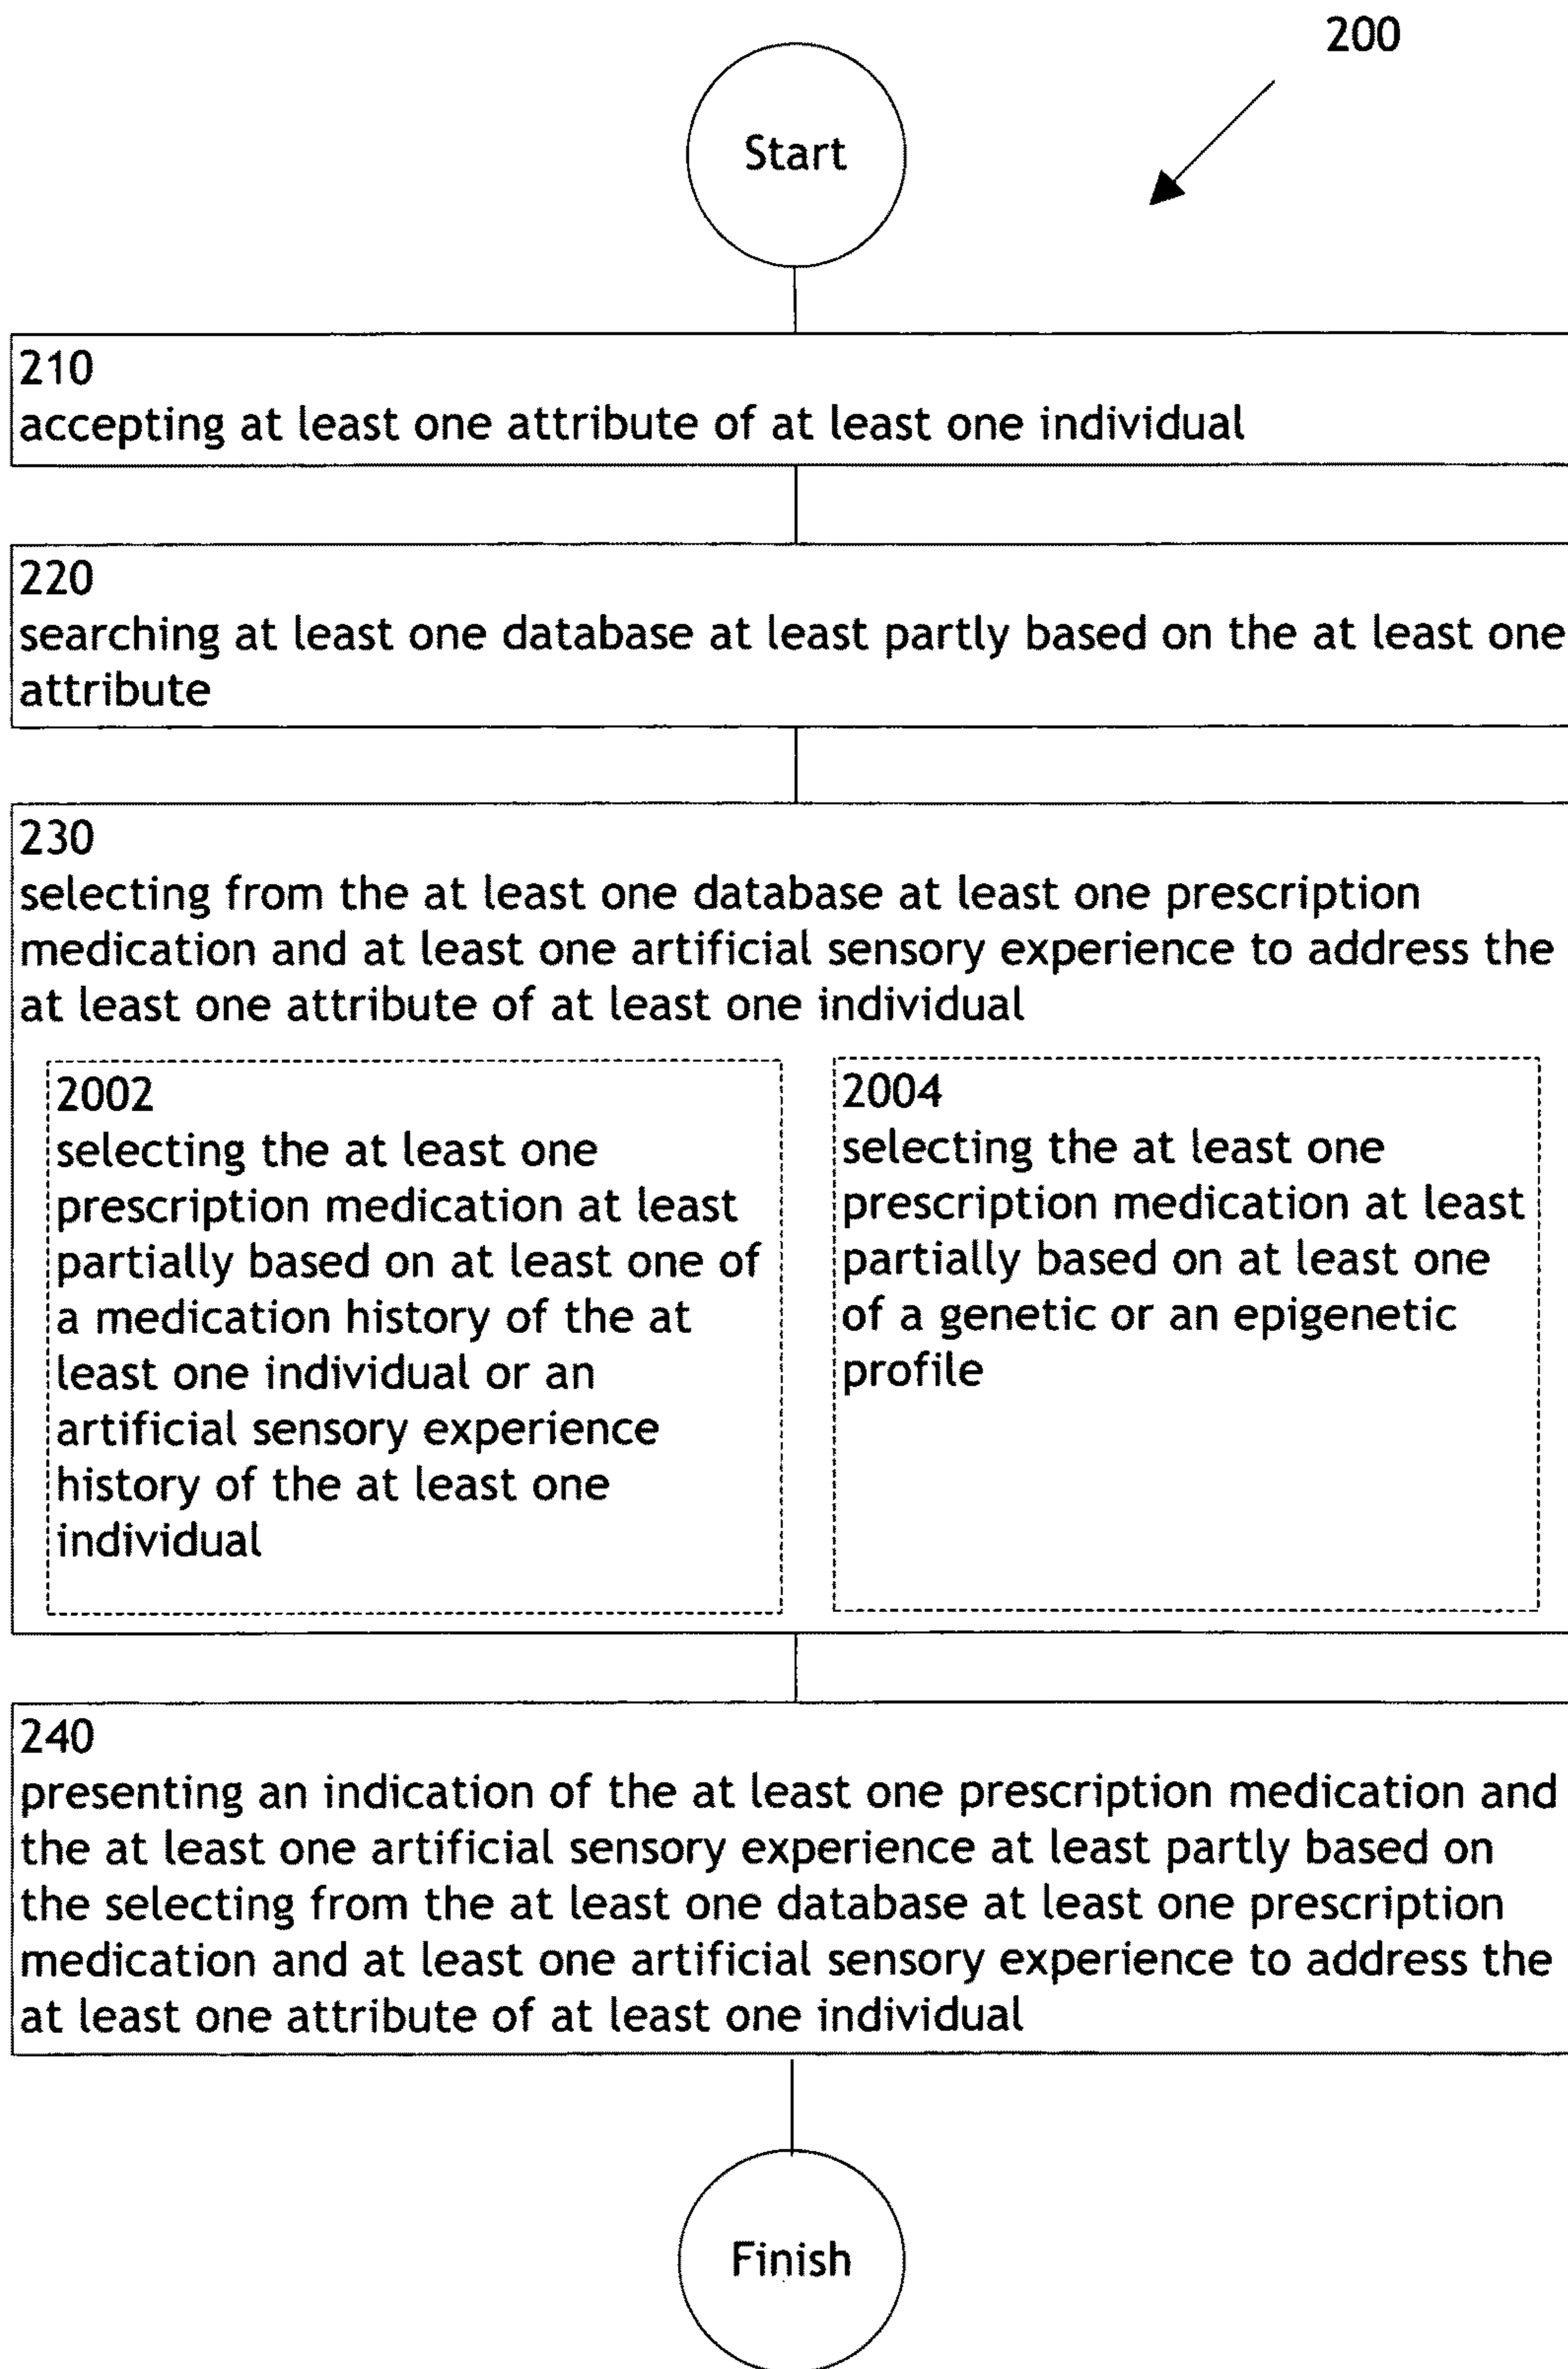 200
Start
210
accepting at least one attribute of at least one individual
220
searching at least one database at least partly based on the at least one
attribute
230
selecting from the at least one database at least one prescription
medication and at least one artificial sensory experience to address the
at least one attribute of at least one individual
2002
selecting the at least one
prescription medication at least
partially based on at least one of
a medication history of the at
least one individual or an
artificial sensory experience
history of the at least one
individual
2004
selecting the at least one
prescription medication at least
partially based on at least one
of a genetic or an epigenetic
profile
240
presenting an indication of the at least one prescription medication and
the at least one artificial sensory experience at least partly based on
the selecting from the at least one database at least one prescription
medication and at least one artificial sensory experience to address the
at least one attribute of at least one individual
Finish